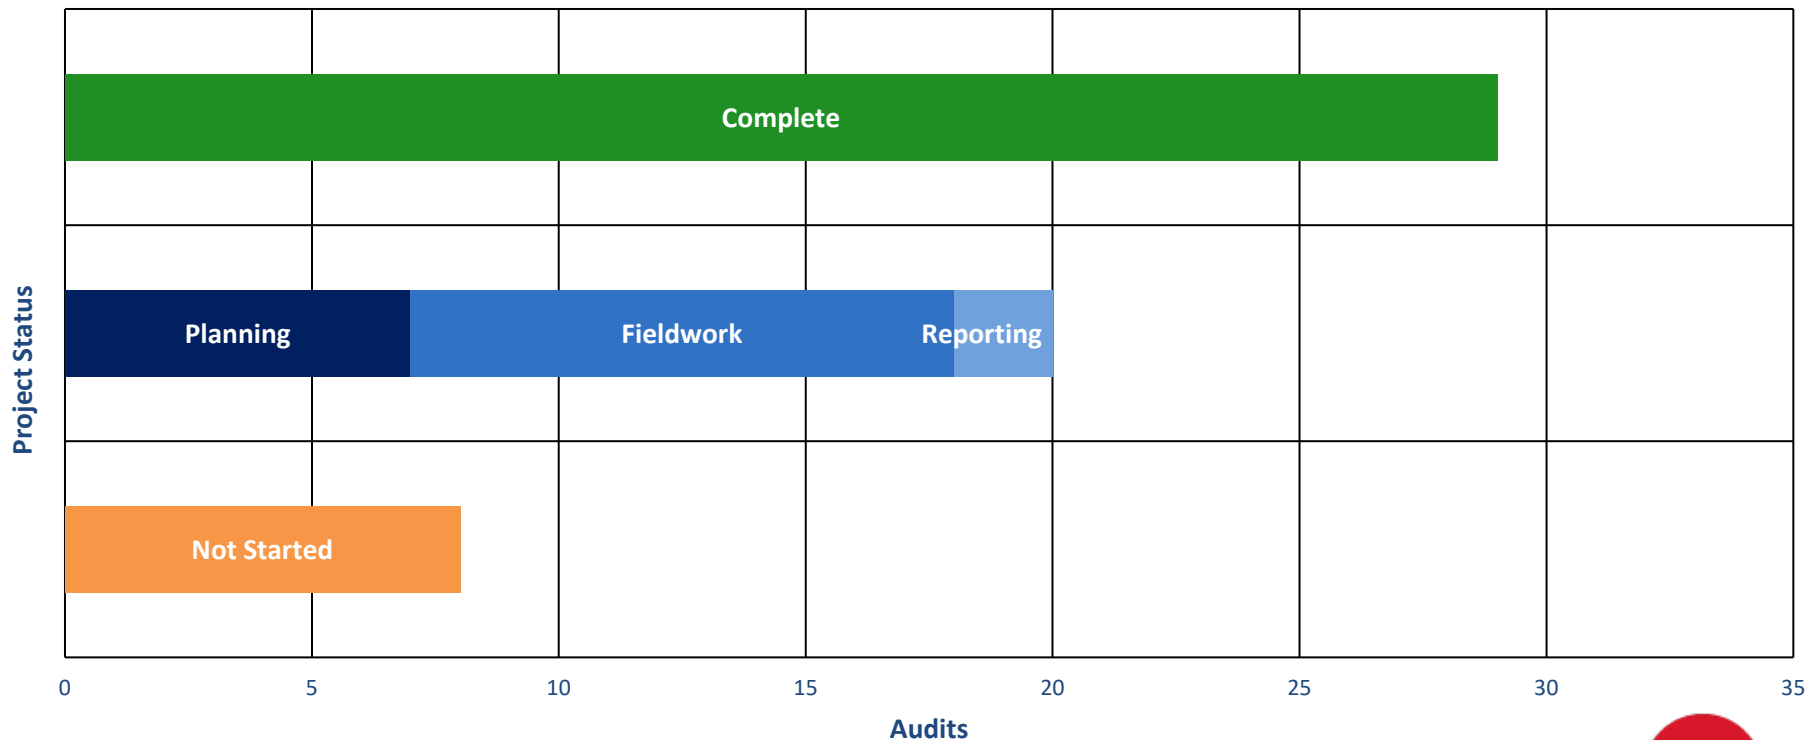 Complete
Project Status
Planning
Fieldwork
Reporting
Not Started
0
5
10
15
20
25
30
35
Audits